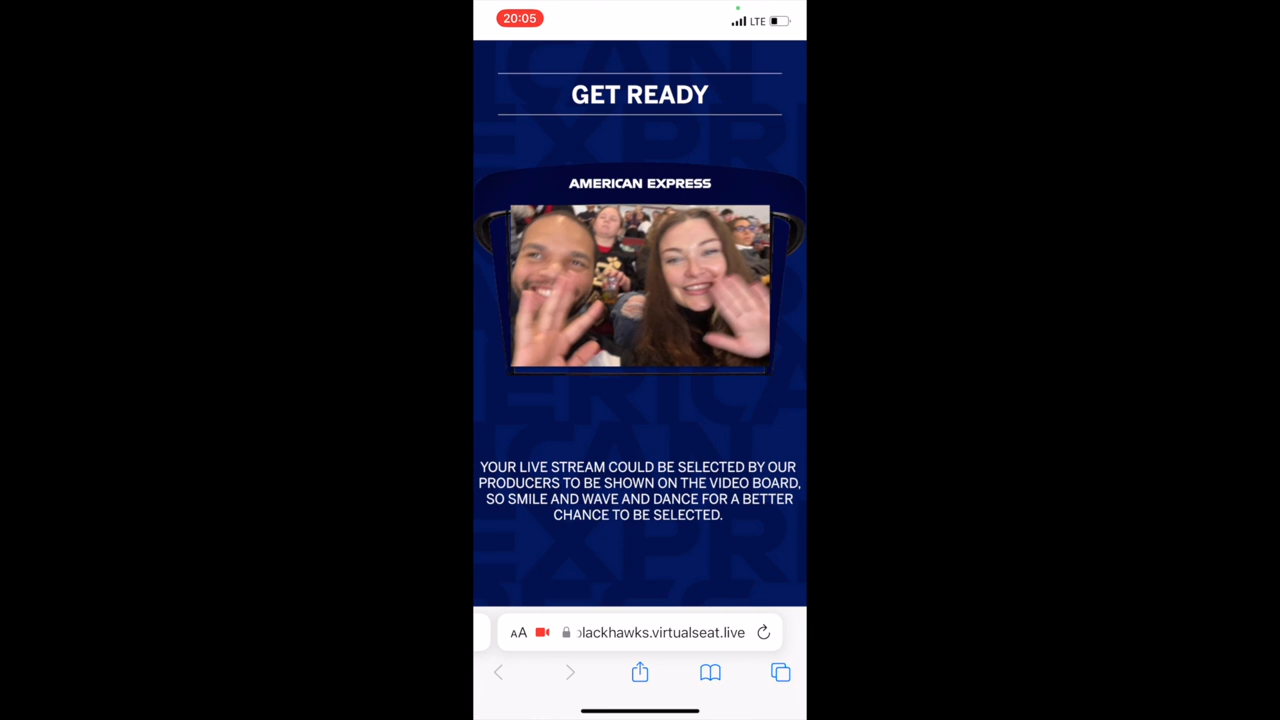 20:05
LTE
GET READY
AMERICAN EXPRESS
YOUR LIVE STREAM COULD BE SELECTED BY OUR
PRODUCERS TO BE SHOWN ON THE VIDEO BOARD,
SO SMILE AND WAVE AND DANCE FOR A BETTER
CHANCE TO BE SELECTED.
AA
lackhawks.virtualseat.live